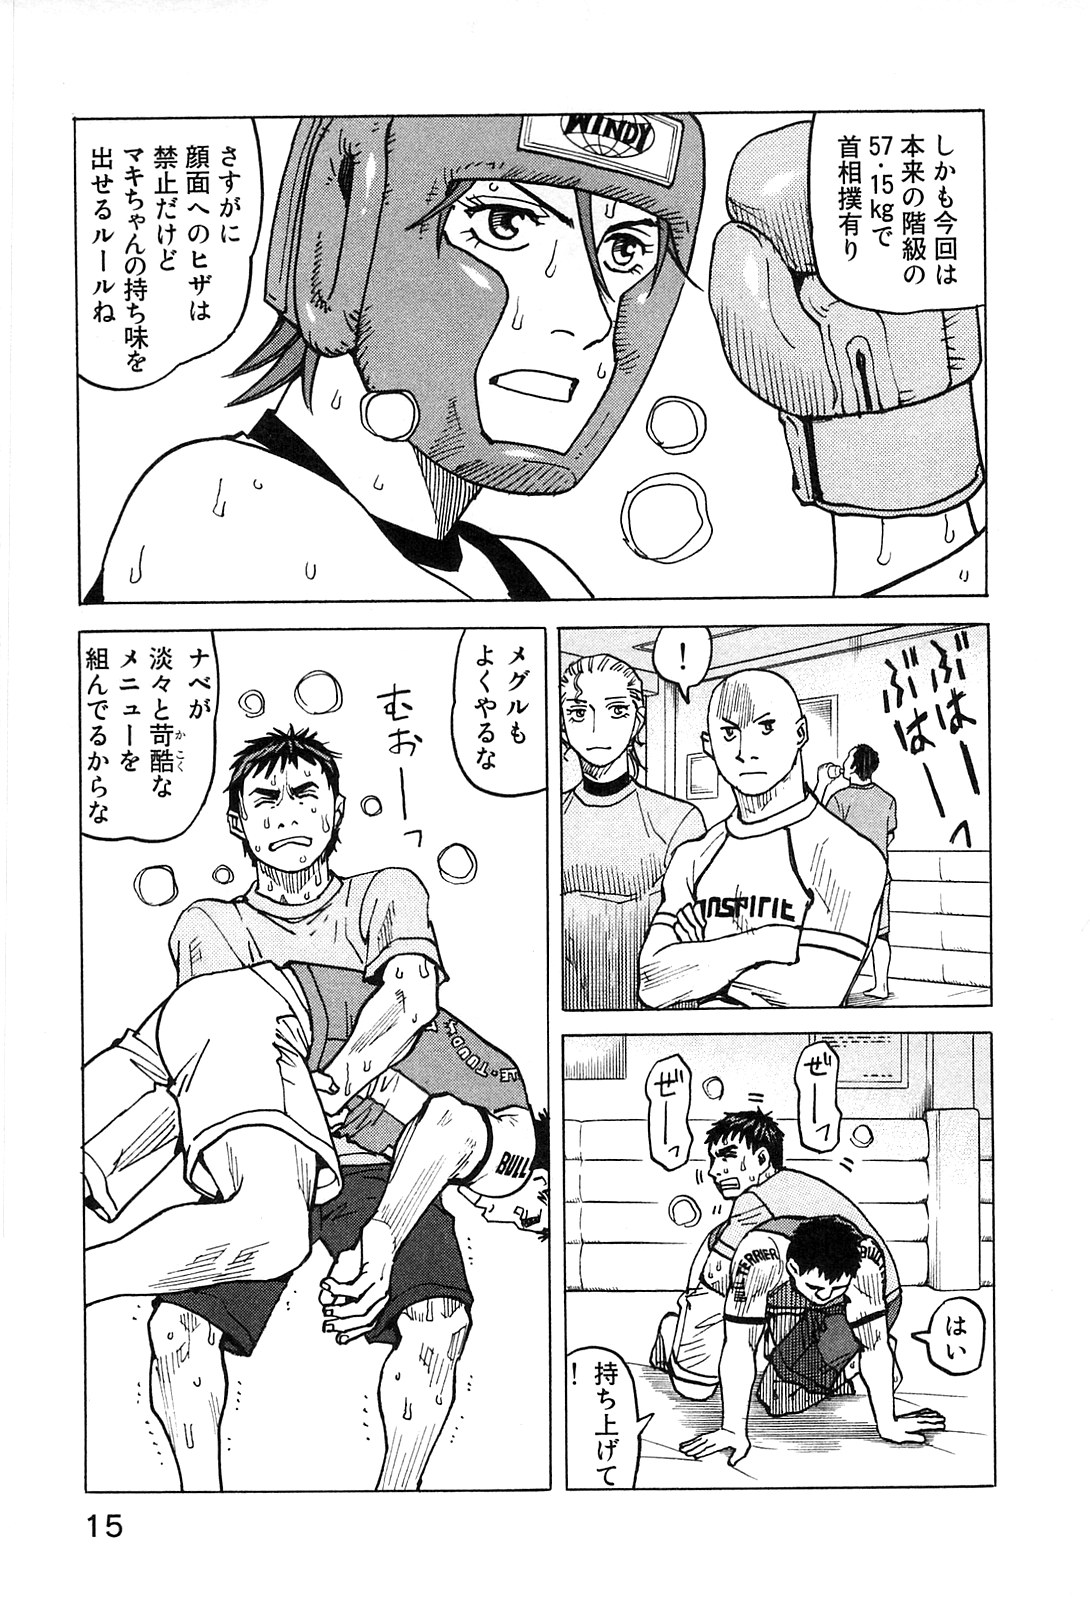 しかも今回は
本来の階級の
57・15kgで
首相撲有り
WINDY
さすがに
顔面へのヒザは
禁止だけど
マキちゃんの持ち味を
出せるルールね
ぶはーっ
ぶはーっ
！
INSPIRIT
ぜーっ
ぜーっ
TERRIER
BULL
はい
持ち上げて
！
メグルも
よくやるな
むおーっ
BULL
ナベが
淡々と苛酷な
かこく
メニューを
組んでるからな
15